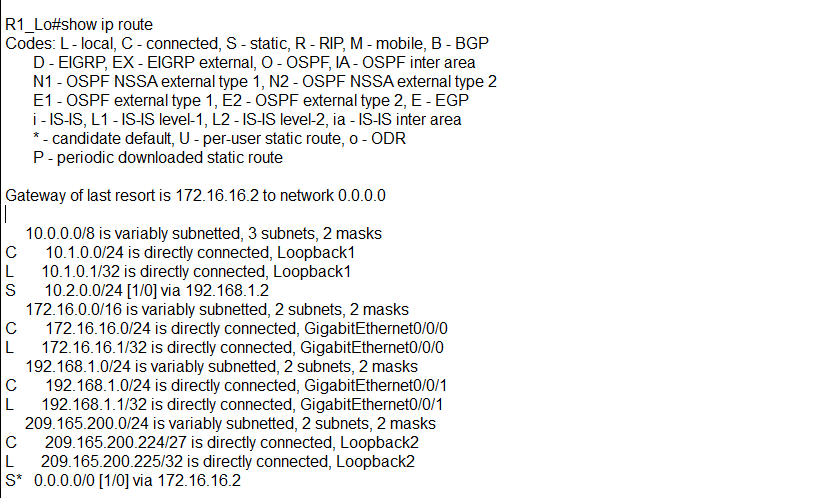 R1_Lo#show ip route
Codes: L - local, C - connected, S - static, R - RIP, M - mobile, B - BGP
D - EIGRP, EX - EIGRP external, O - OSPF, IA - OSPF inter area
N1 - OSPF NSSA external type 1, N2 - OSPF NSSA external type 2
E1 - OSPF external type 1, E2 - OSPF external type 2, E - EGP
i - IS-IS, L1 - IS-IS level-1, L2 - IS-IS level-2, ia - IS-IS inter area
* - candidate default, U - per-user static route, o - ODR
P - periodic downloaded static route
Gateway of last resort is 172.16.16.2 to network 0.0.0.0
10.0.0.0/8 is variably subnetted, 3 subnets, 2 masks
C 10.1.0.0/24 is directly connected, Loopback1
L 10.1.0.1/32 is directly connected, Loopback1
S 10.2.0.0/24 [1/0] via 192.168.1.2
172.16.0.0/16 is variably subnetted, 2 subnets, 2 masks
C 172.16.16.0/24 is directly connected, GigabitEthernet0/0/0
L 172.16.16.1/32 is directly connected, GigabitEthernet0/0/0
192.168.1.0/24 is variably subnetted, 2 subnets, 2 masks
C 192.168.1.0/24 is directly connected, GigabitEthernet0/0/1
L 192.168.1.1/32 is directly connected, GigabitEthernet0/0/1
209.165.200.0/24 is variably subnetted, 2 subnets, 2 masks
C 209.165.200.224/27 is directly connected, Loopback2
L 209.165.200.225/32 is directly connected, Loopback2
S* 0.0.0.0/0 [1/0] via 172.16.16.2